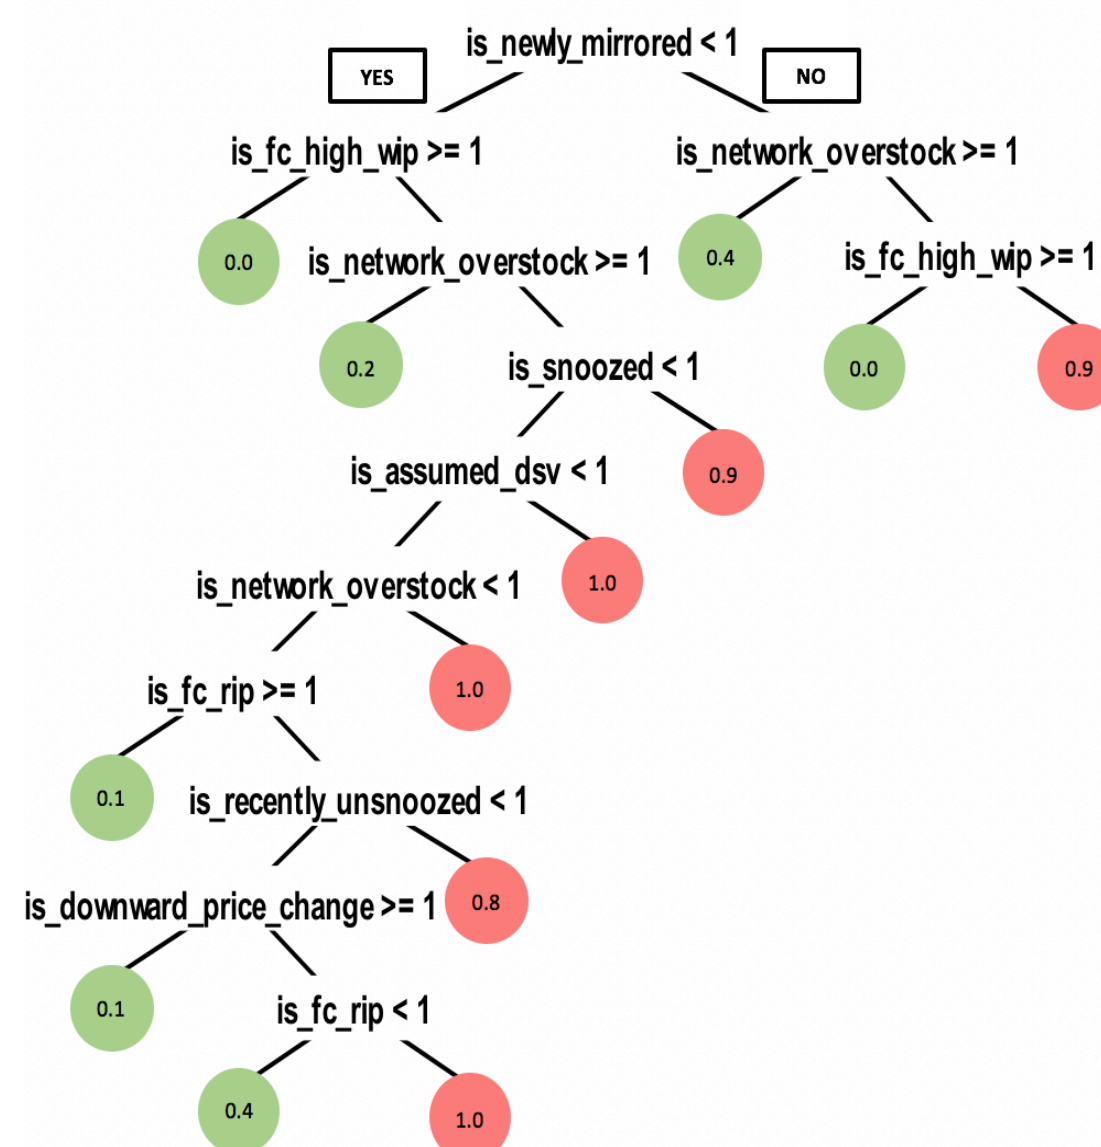 is_newly_mirrored < 1
YES
NO
is_fc_high_wip >= 1
is_network_overstock >= 1
0.0
is_network_overstock >= 1
0.4
is_fc_high_wip >= 1
0.2
is_snoozed < 1
0.0
0.9
is_assumed_dsv < 1
0.9
is_network_overstock < 1
1.0
is_fc_rip >= 1
1.0
0.1
is_recently_unsnoozed < 1
is_downward_price_change >= 1
0.8
0.1
is_fc_rip < 1
0.4
1.0